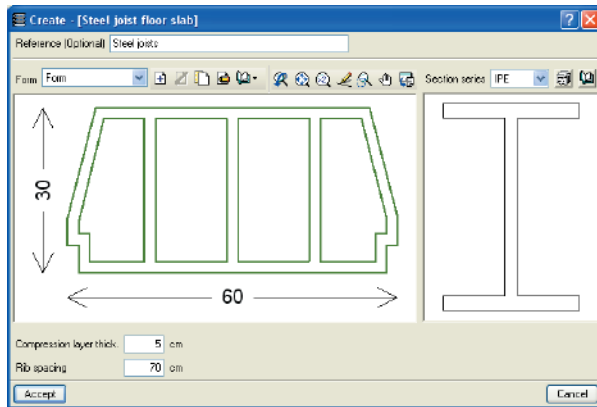 Create - [Steel joist floor slab]
Reference (Optional) Steel joists
Form Form Section series IPE
30
60
Compression layer thick. 5 cm
Rib spacing 70 cm
Accept Cancel